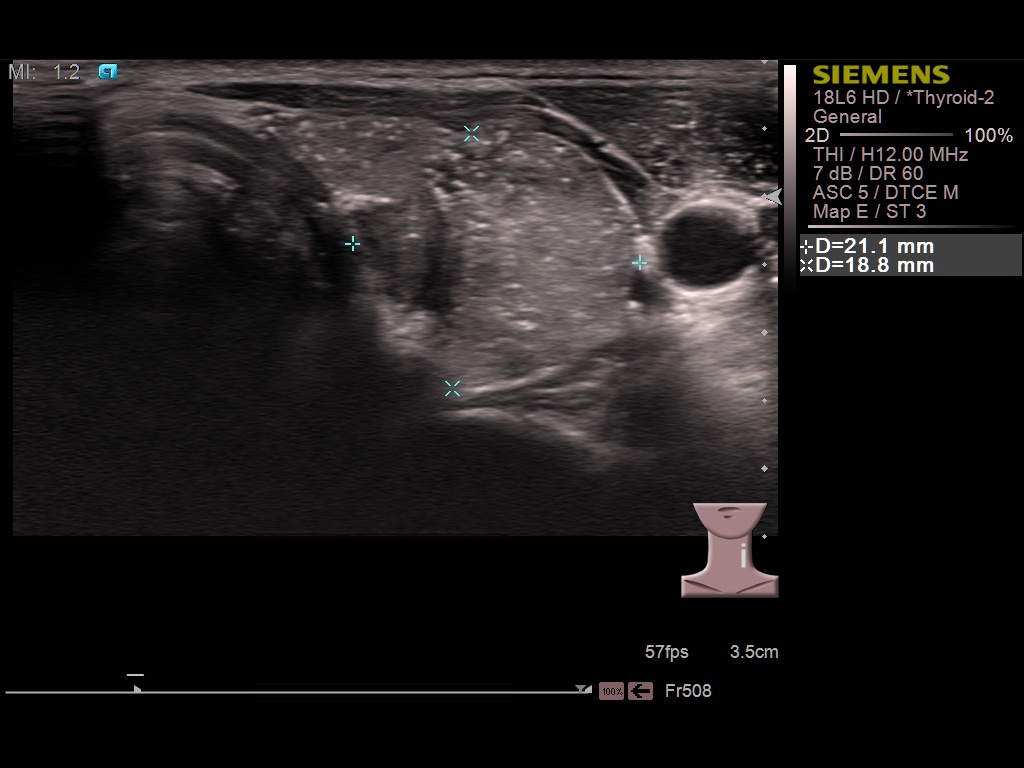 MI: 1.2
SIEMENS
18L6 HD / *Thyroid-2
General
2D 100%
THI / H12.00 MHz
7 dB / DR 60
ASC 5 / DTCE M
Map E / ST 3
D=21.1 mm
D=18.8 mm
57fps 3.5cm
100% Fr508